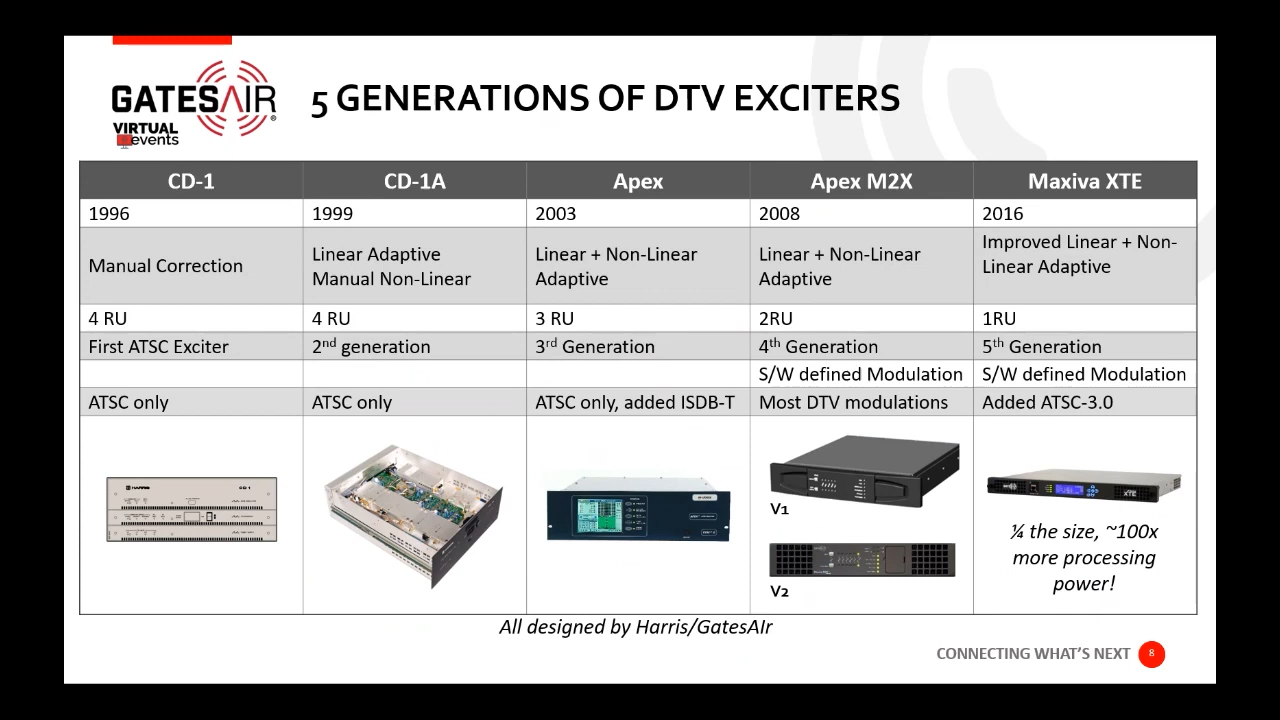 GATESAIR
VIRTUAL
events
5 GENERATIONS OF DTV EXCITERS
CD-1 CD-1A Apex Apex M2X Maxiva XTE
1996 1999 2003 2008 2016
Manual Correction
Linear Adaptive
Manual Non-Linear
Linear + Non-Linear
Adaptive
Linear + Non-Linear
Adaptive
Improved Linear + Non-
Linear Adaptive
4 RU 4 RU 3 RU 2RU 1RU
First ATSC Exciter 2nd generation 3rd Generation 4th Generation 5th Generation
S/W defined Modulation S/W defined Modulation
ATSC only ATSC only ATSC only, added ISDB-T Most DTV modulations Added ATSC-3.0
HARRIS CD 1
V1
V2
XTE
¼ the size, ~100x
more processing
power!
All designed by Harris/GatesAIr
CONNECTING WHAT'S NEXT 8